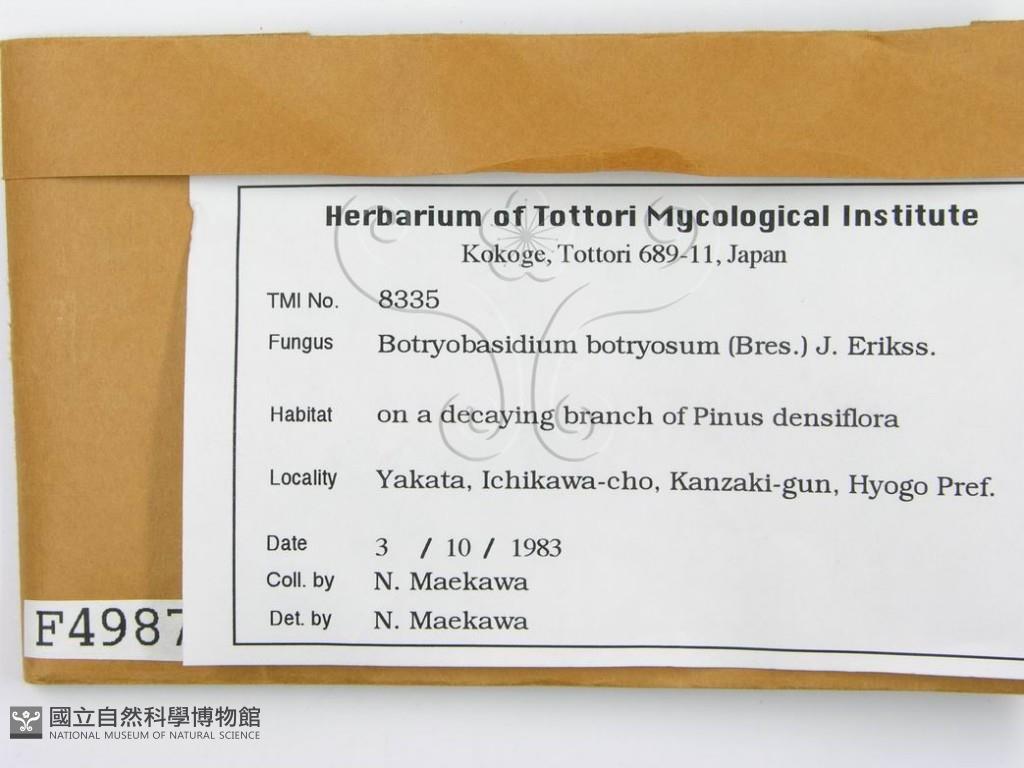 Herbarium of Tottori Mycological Institute
Kokoge, Tottori 689-11, Japan
TMI No. 8335
Fungus Botryobasidium botryosum (Bres.) J. Erikss.
Habitat on a decaying branch of Pinus densiflora
Locality Yakata, Ichikawa-cho, Kanzaki-gun, Hyogo Pref.
Date 3 / 10 / 1983
Coll. by N. Maekawa
Det. by N. Maekawa
F4987
國立自然科學博物館
NATIONAL MUSEUM OF NATURAL SCIENCE